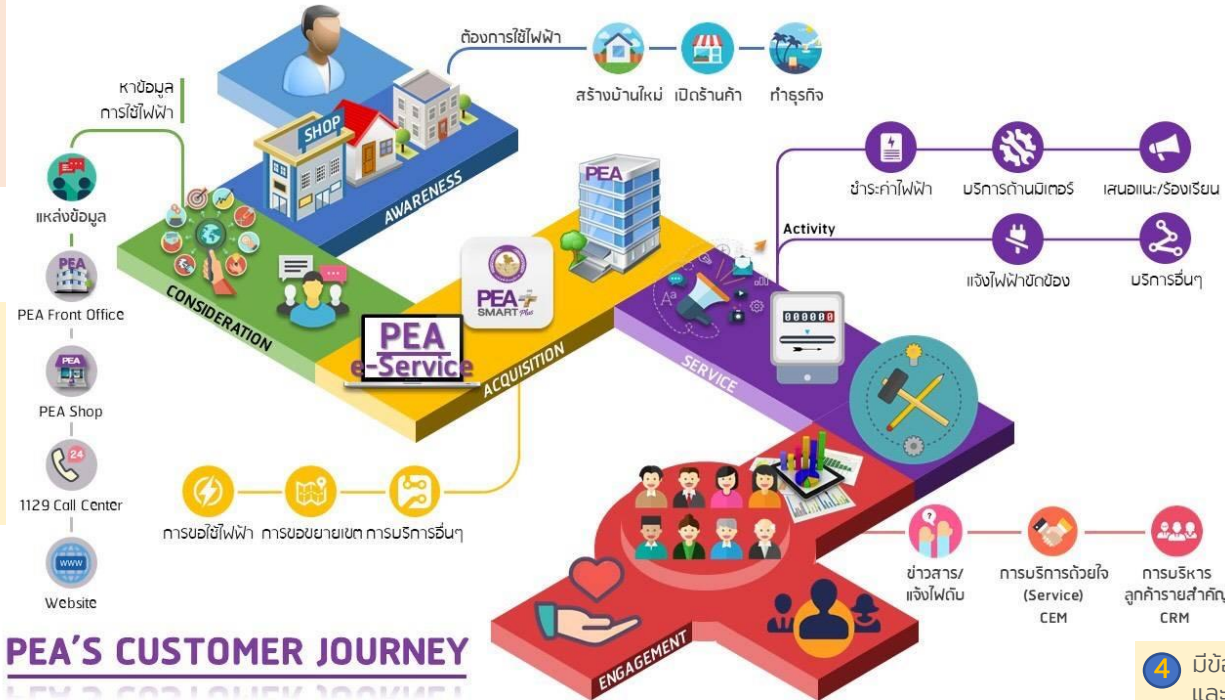 ต้องการใช้ไฟฟ้า
สร้างบ้านใหม่
เปิดร้านค้า
ทำธุรกิจ
หาข้อมูล
การใช้ไฟฟ้า
SHOP
AWARENESS
แหล่งข้อมูล
PEA
PEA Front Office
PEA
PEA Shop
24
1129 Call Center
WWW
Website
CONSIDERATION
PEA
PEA
SMART Plus
PEA
e-Service
ACQUISITION
การขอใช้ไฟฟ้า
การขอขยายเขต
การบริการอื่นๆ
Activity
ชำระค่าไฟฟ้า
บริการด้านมิเตอร์
เสนอแนะ/ร้องเรียน
แจ้งไฟฟ้าขัดข้อง
บริการอื่นๆ
Aa
000000
SERVICE
ENGAGEMENT
ข่าวสาร/
แจ้งไฟดับ
การบริการด้วยใจ
(Service)
CEM
การบริหาร
ลูกค้ารายสำคัญ
CRM
PEA'S CUSTOMER JOURNEY
4